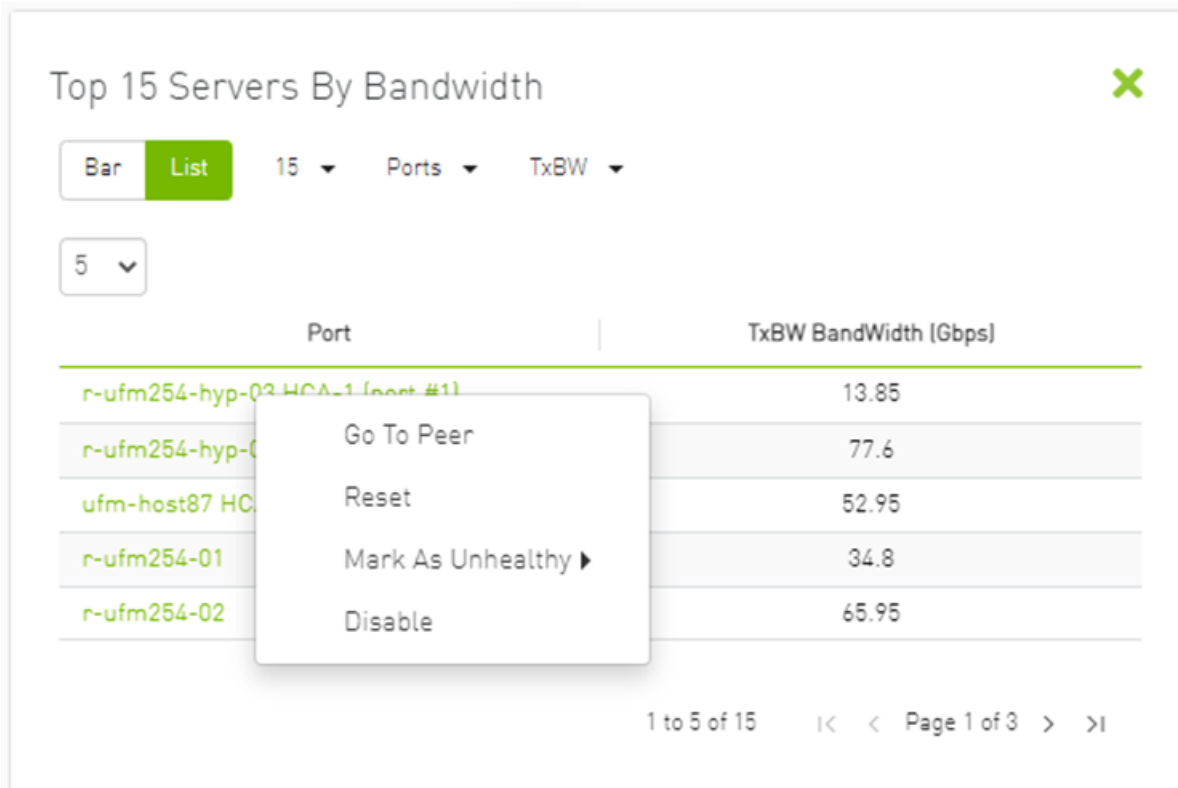 Top 15 Servers By Bandwidth
Bar List 15 Ports TxBW
5
Port TxBW BandWidth (Gbps)
r-ufm254-hyp-03 HCA-1 (port #1) 13.85
r-ufm254-hyp- 77.6
ufm-host87 HC 52.95
r-ufm254-01 34.8
r-ufm254-02 65.95
Go To Peer
Reset
Mark As Unhealthy
Disable
1 to 5 of 15 Page 1 of 3